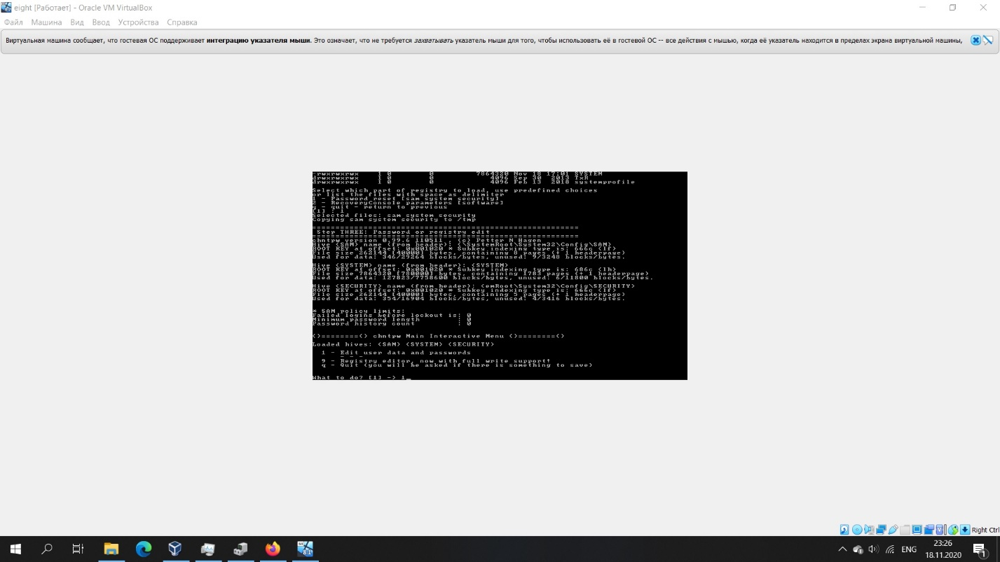 eight [Работает] - Oracle VM VirtualBox
Файл Машина Вид Ввод Устройства Справка
Виртуальная машина сообщает, что гостевая ОС поддерживает интеграцию указателя мыши. Это означает, что не требуется захватывать указатель мыши для того, чтобы использовать её в гостевой ОС -- все действия с мышью, когда её указатель находится в пределах экрана виртуальной машины,
-rwxrwxrwx 1 0 0 7864320 Nov 18 17:01 SYSTEM
drwxrwxrwx 1 0 0 4096 Sep 30 2013 TxR
drwxrwxrwx 1 0 0 4096 Feb 13 2018 systemprofile
Select which part of registry to load, use predefined choices
or list the files with space as delimiter
1 - Password reset [sam system security]
2 - RecoveryConsole parameters [software]
q - quit - return to previous
[1] : 1
Selected files: sam system security
Copying sam system security to /tmp
=========================================================
Step THREE: Password or registry edit
=========================================================
chntpw version 0.99.6 110511 , (c) Petter N Hagen
Hive <SAM> name (from header): <\SystemRoot\System32\Config\SAM>
ROOT KEY at offset: 0x001020 * Subkey indexing type is: 666c (lf)
File size 262144 [40000] bytes, containing 8 pages (+ 1 headerpage)
Used for data: 346/29264 blocks/bytes, unused: 9/3248 blocks/bytes.
Hive <SYSTEM> name (from header): <SYSTEM>
ROOT KEY at offset: 0x001020 * Subkey indexing type is: 686c (lh)
File size 7864320 [780000] bytes, containing 1783 pages (+ 1 headerpage)
Used for data: 127823/7758600 blocks/bytes, unused: 6/11800 blocks/bytes.
Hive <SECURITY> name (from header): <emRoot\System32\Config\SECURITY>
ROOT KEY at offset: 0x001020 * Subkey indexing type is: 666c (lf)
File size 262144 [40000] bytes, containing 5 pages (+ 1 headerpage)
Used for data: 354/16904 blocks/bytes, unused: 4/3416 blocks/bytes.
* SAM policy limits:
Failed logins before lockout is: 0
Minimum password length : 0
Password history count : 0
<>========<> chntpw Main Interactive Menu <>========<>
Loaded hives: <SAM> <SYSTEM> <SECURITY>
1 - Edit user data and passwords
- - -
9 - Registry editor, now with full write support!
q - Quit (you will be asked if there is something to save)
What to do? [1] -> 1_
Right Ctrl
8.1
ENG
23:26
18.11.2020
1